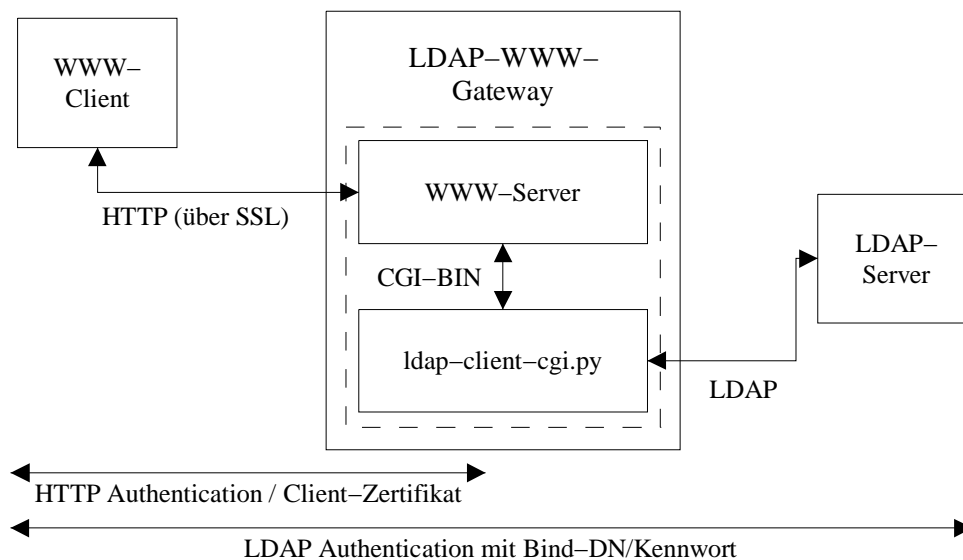 WWW–
Client
LDAP–WWW–
Gateway
WWW–Server
HTTP (über SSL)
LDAP–
Server
CGI–BIN
ldap–client–cgi.py
LDAP
HTTP Authentication / Client–Zertifikat
LDAP Authentication mit Bind–DN/Kennwort